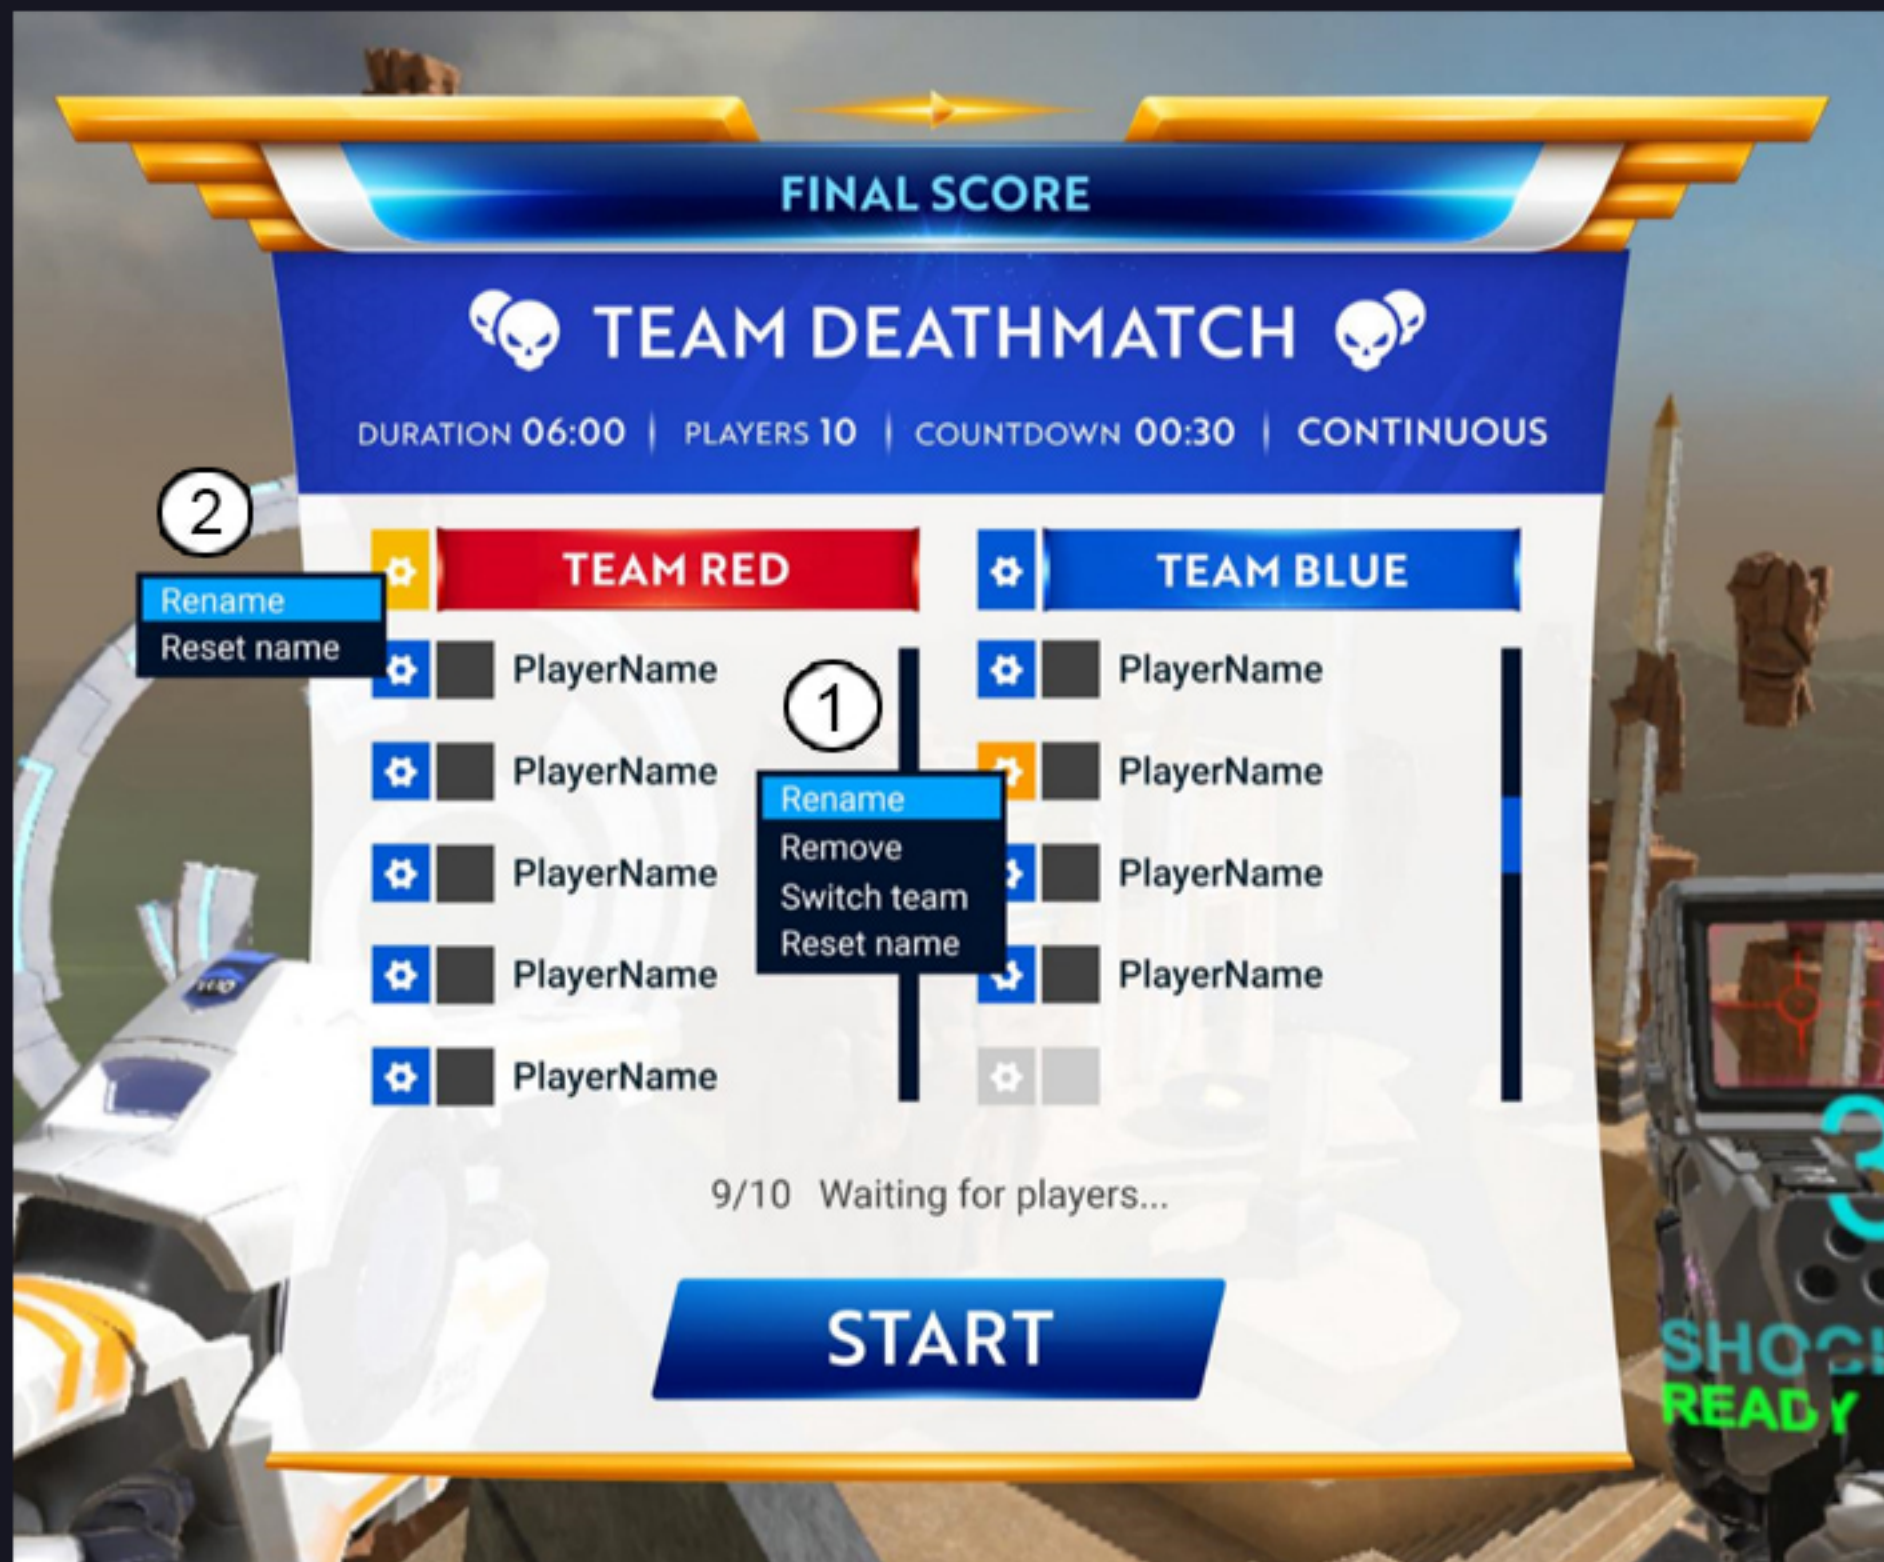 FINAL SCORE
TEAM DEATHMATCH
DURATION 06:00 | PLAYERS 10 | COUNTDOWN 00:30 | CONTINUOUS
2
TEAM RED
TEAM BLUE
Rename
Reset name
PlayerName
PlayerName
1
PlayerName
PlayerName
Rename
Remove
Switch team
Reset name
PlayerName
PlayerName
PlayerName
PlayerName
PlayerName
9/10 Waiting for players...
START
3
READY